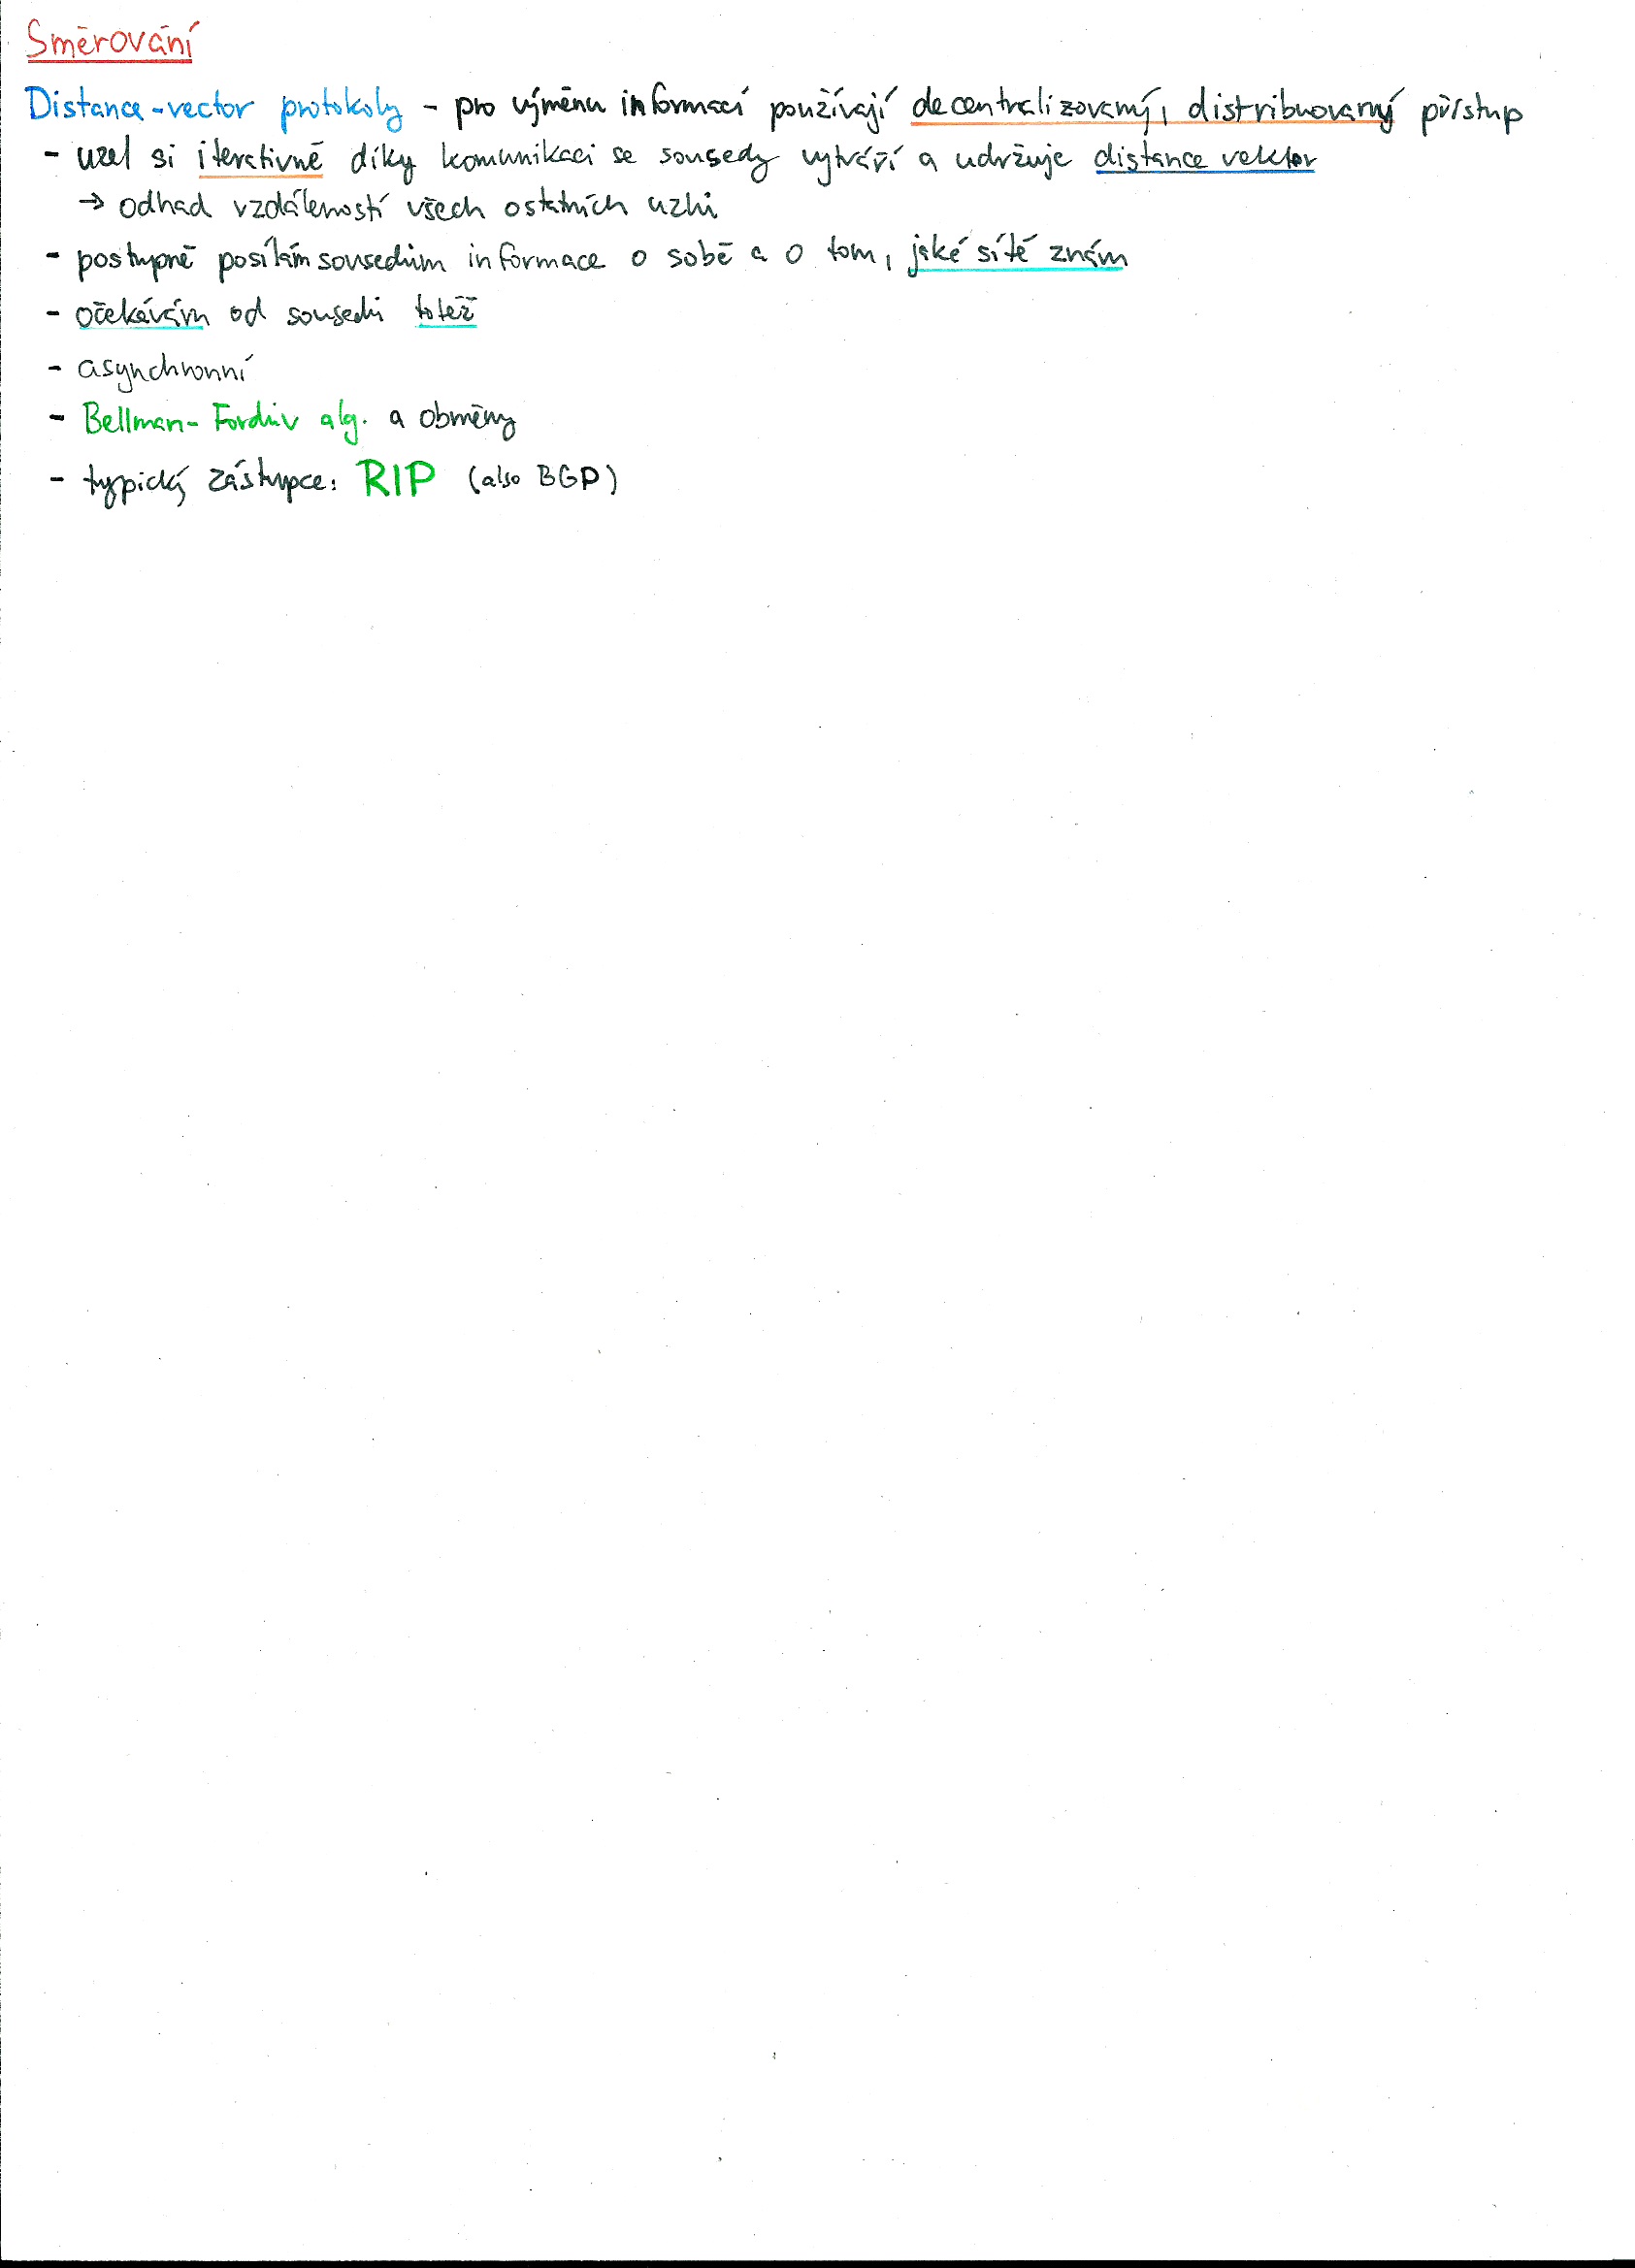 Směrování
Distance-vector protokoly - pro výměnu informací používají decentralizovaný, distribuovaný přístup
- uzel si iterativně díky komunikaci se sousedy vytváří a udržuje distance vektor
→ odhad vzdáleností všech ostatních uzlů
- postupně posílám sousedům informace o sobě a o tom, jaké sítě znám
- očekávám od sousedů totéž
- asynchronní
- Bellman-Fordův alg. a obměny
- typický zástupce: RIP (also BGP)